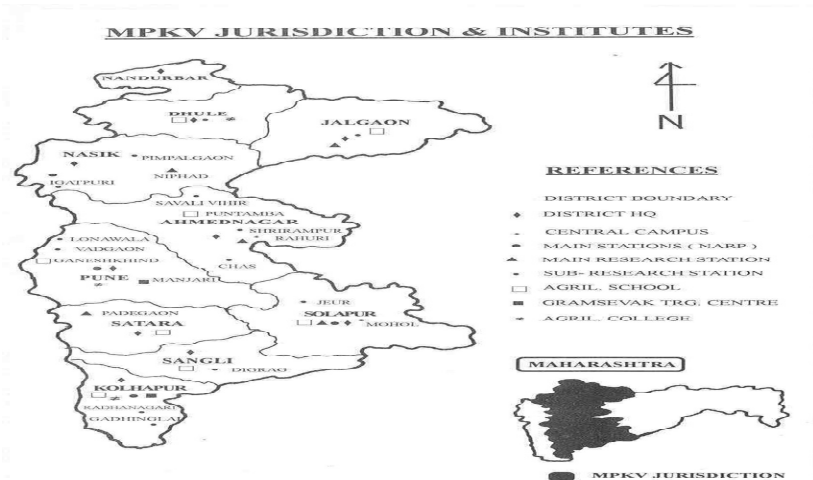 MPKV JURISDICTION & INSTITUTES
NANDURBAR
DHULE
JALGAON
N
NASIK
PIMPALGAON
NIPHAD
IGATPURI
SAVALI VIHIR
PUNTAMBA
AHMEDNAGAR
SHRIRAMPUR
RAHURI
LONAWALA
VADGAON
GANESHKHIND
CHAS
PUNE
MANJARI
JEUR
PADEGAON
SOLAPUR
SATARA
MOHOL
SANGLI
DIGRAO
KOLHAPUR
RADHANAGARI
GADHINGLAJ
REFERENCES
DISTRICT BOUNDARY
DISTRICT HQ
CENTRAL CAMPUS
MAIN STATIONS ( NARP )
MAIN RESEARCH STATION
SUB- RESEARCH STATION
AGRIL. SCHOOL
GRAMSEVAK TRG. CENTRE
AGRIL. COLLEGE
MAHARASHTRA
MPKV JURISDICTION